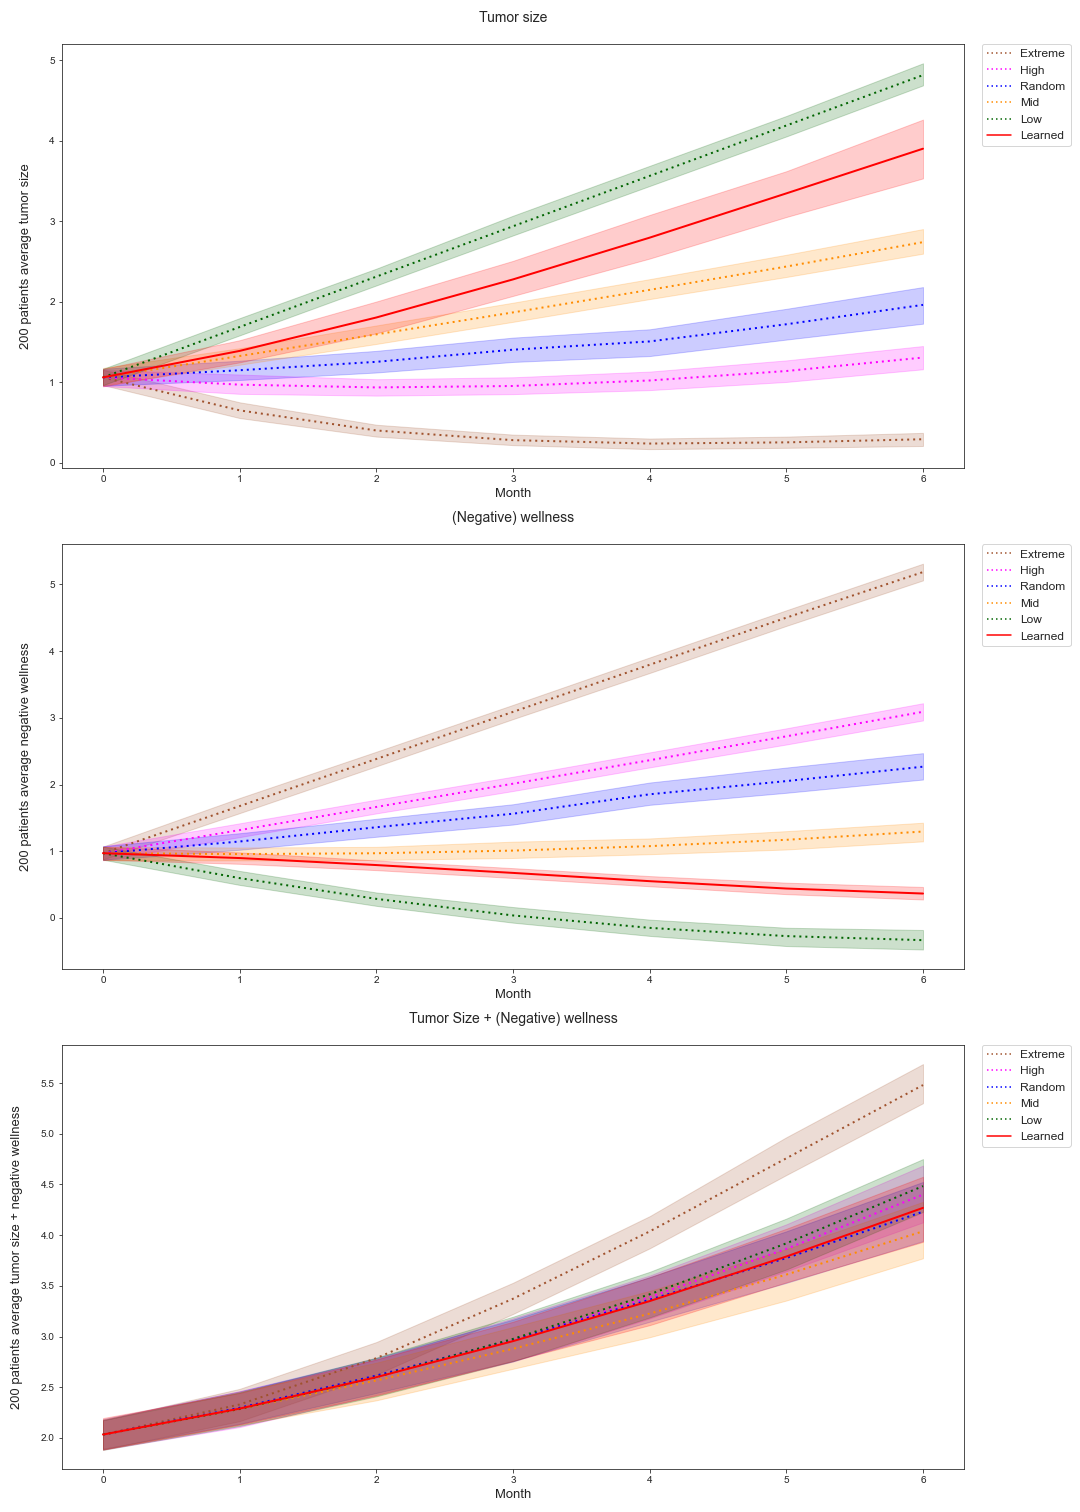 Tumor size
5
4
3
2
1
0
200 patients average tumor size
0 1 2 3 4 5 6
Month
Extreme
High
Random
Mid
Low
Learned
(Negative) wellness
5
4
3
2
1
0
200 patients average negative wellness
0 1 2 3 4 5 6
Month
Extreme
High
Random
Mid
Low
Learned
Tumor Size + (Negative) wellness
5.5
5.0
4.5
4.0
3.5
3.0
2.5
2.0
200 patients average tumor size + negative wellness
0 1 2 3 4 5 6
Month
Extreme
High
Random
Mid
Low
Learned